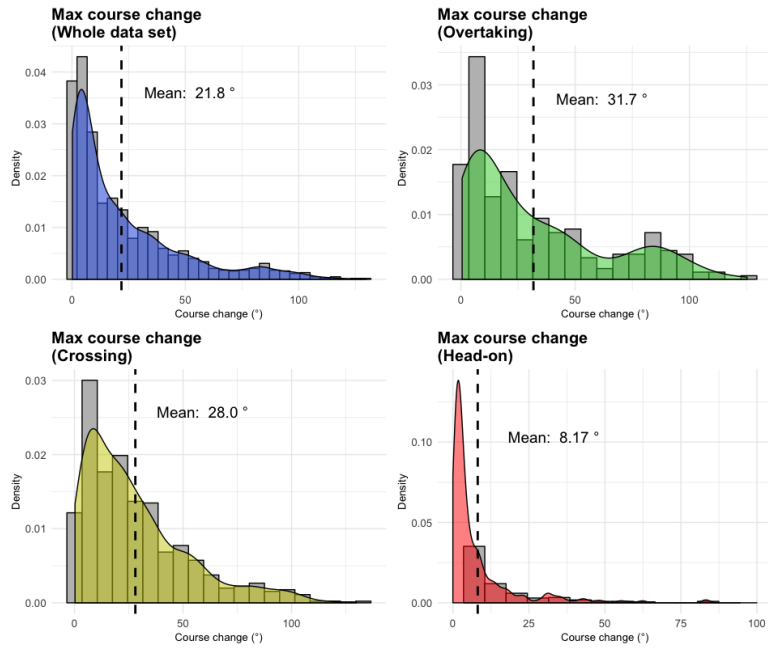 Max course change
(Whole data set)
Mean: 21.8 °
0.04
0.03
0.02
0.01
0.00
Density
0
50
100
Course change (°)
Max course change
(Overtaking)
Mean: 31.7 °
0.03
0.02
0.01
0.00
Density
0
50
100
Course change (°)
Max course change
(Crossing)
Mean: 28.0 °
0.03
0.02
0.01
0.00
Density
0
50
100
Course change (°)
Max course change
(Head-on)
Mean: 8.17 °
0.10
0.05
0.00
Density
0
25
50
75
100
Course change (°)